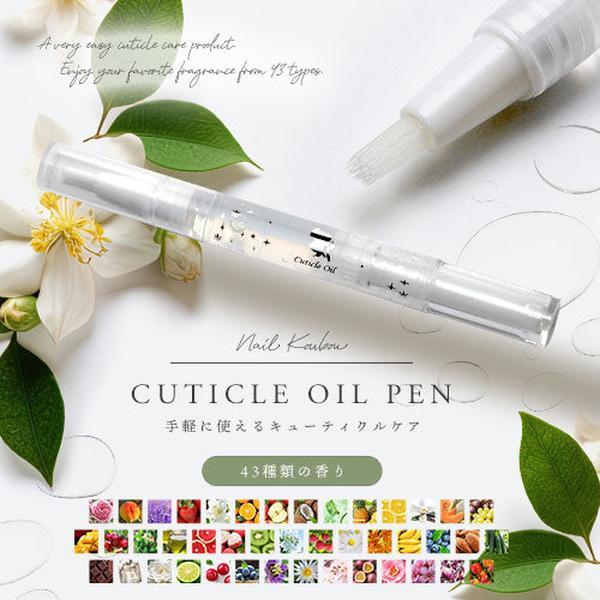 A very easy cuticle care product.
Enjoy your favorite fragrance from 43 types.
Cuticle Oil
Nail Koubou
CUTICLE OIL PEN
手軽に使えるキューティクルケア
43種類の香り